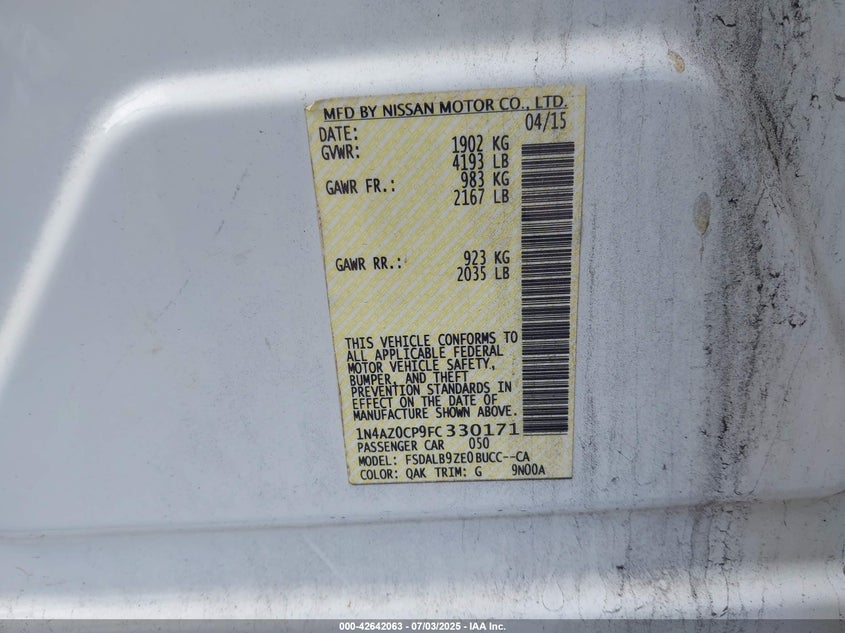 MFD BY NISSAN MOTOR CO., LTD.
DATE: 04/15
GVWR: 1902 KG
4193 LB
GAWR FR.: 983 KG
2167 LB
GAWR RR.: 923 KG
2035 LB
THIS VEHICLE CONFORMS TO
ALL APPLICABLE FEDERAL
MOTOR VEHICLE SAFETY,
BUMPER, AND THEFT
PREVENTION STANDARDS IN
EFFECT ON THE DATE OF
MANUFACTURE SHOWN ABOVE.
1N4AZ0CP9FC330171
PASSENGER CAR 050
MODEL: FSDALB9ZE0BUCC--CA
COLOR: QAK TRIM: G 9N00A
000-42642063 - 07/03/2025 - IAA Inc.